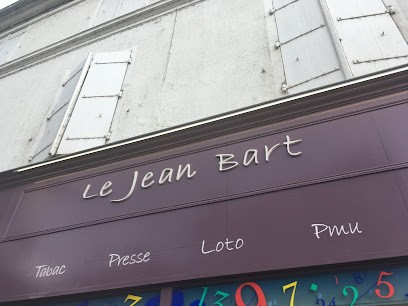 Le Jean Bart
Tabac Presse Loto Pmu